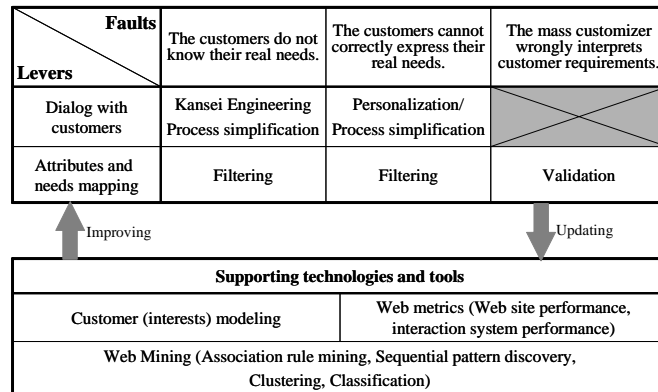 Faults
Levers
The customers do not
know their real needs.
The customers cannot
correctly express their
real needs.
The mass customizer
wrongly interprets
customer requirements.
Dialog with
customers
Kansei Engineering
Process simplification
Personalization/
Process simplification
Attributes and
needs mapping
Filtering
Filtering
Validation
Improving
Updating
Supporting technologies and tools
Customer (interests) modeling
Web metrics (Web site performance,
interaction system performance)
Web Mining (Association rule mining, Sequential pattern discovery,
Clustering, Classification)